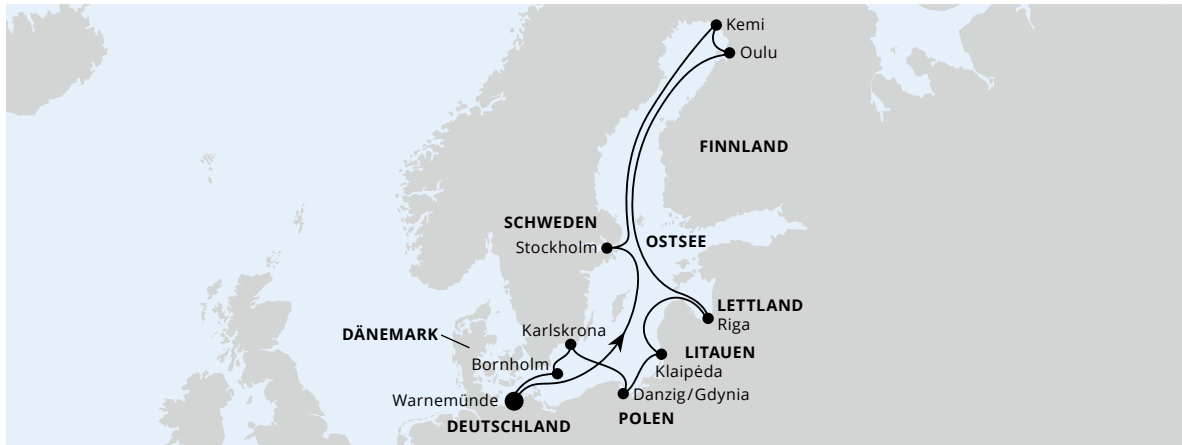 Kemi
Oulu
FINNLAND
SCHWEDEN
Stockholm
OSTSEE
LETTLAND
Riga
DÄNEMARK
Karlskrona
LITAUEN
Klaipėda
Bornholm
Warnemünde
Danzig/Gdynia
POLEN
DEUTSCHLAND